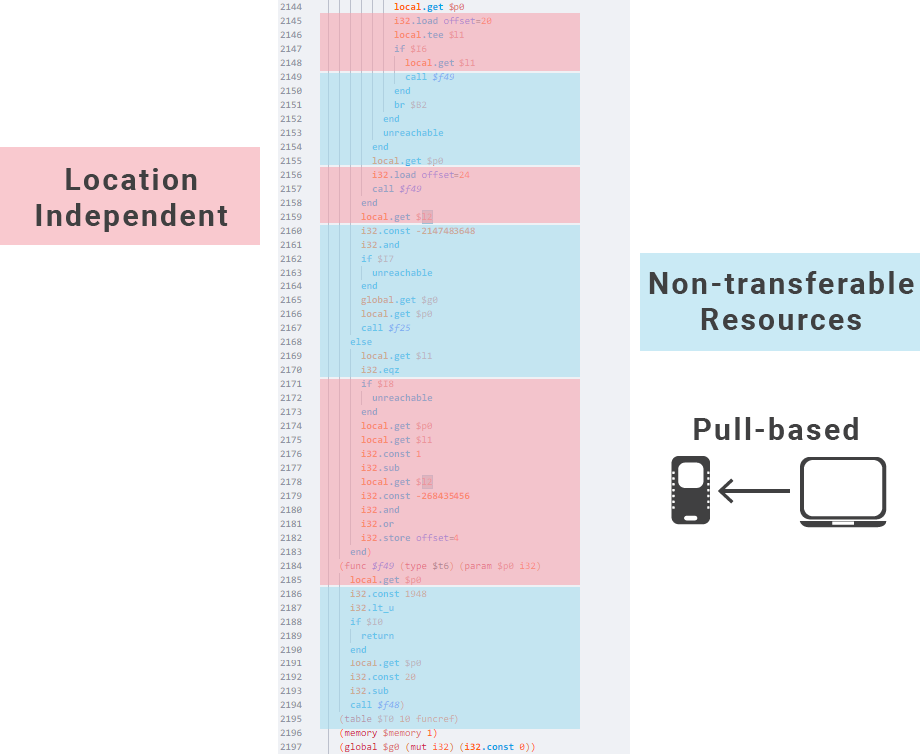 2144 local.get $p0
2145 i32.load offset=20
2146 local.tee $l1
2147 if $I6
2148 local.get $l1
2149 call $f49
2150 end
2151 br $B2
2152 end
2153 unreachable
2154 end
2155 local.get $p0
2156 i32.load offset=24
2157 call $f49
2158 end
2159 local.get $l1
2160 i32.const -2147483648
2161 i32.and
2162 if $I7
2163 unreachable
2164 end
2165 global.get $g0
2166 local.get $p0
2167 call $f25
2168 else
2169 local.get $l1
2170 i32.eqz
2171 if $I8
2172 unreachable
2173 end
2174 local.get $p0
2175 local.get $l1
2176 i32.const 1
2177 i32.sub
2178 local.get $l1
2179 i32.const -268435456
2180 i32.and
2181 i32.or
2182 i32.store offset=4
2183 end)
2184 (func $f49 (type $t6) (param $p0 i32)
2185 local.get $p0
2186 i32.const 1948
2187 i32.lt_u
2188 if $I0
2189 return
2190 end
2191 local.get $p0
2192 i32.const 20
2193 i32.sub
2194 call $f48)
2195 (table $T0 10 funcref)
2196 (memory $memory 1)
2197 (global $g0 (mut i32) (i32.const 0))
Location
Independent
Non-transferable
Resources
Pull-based